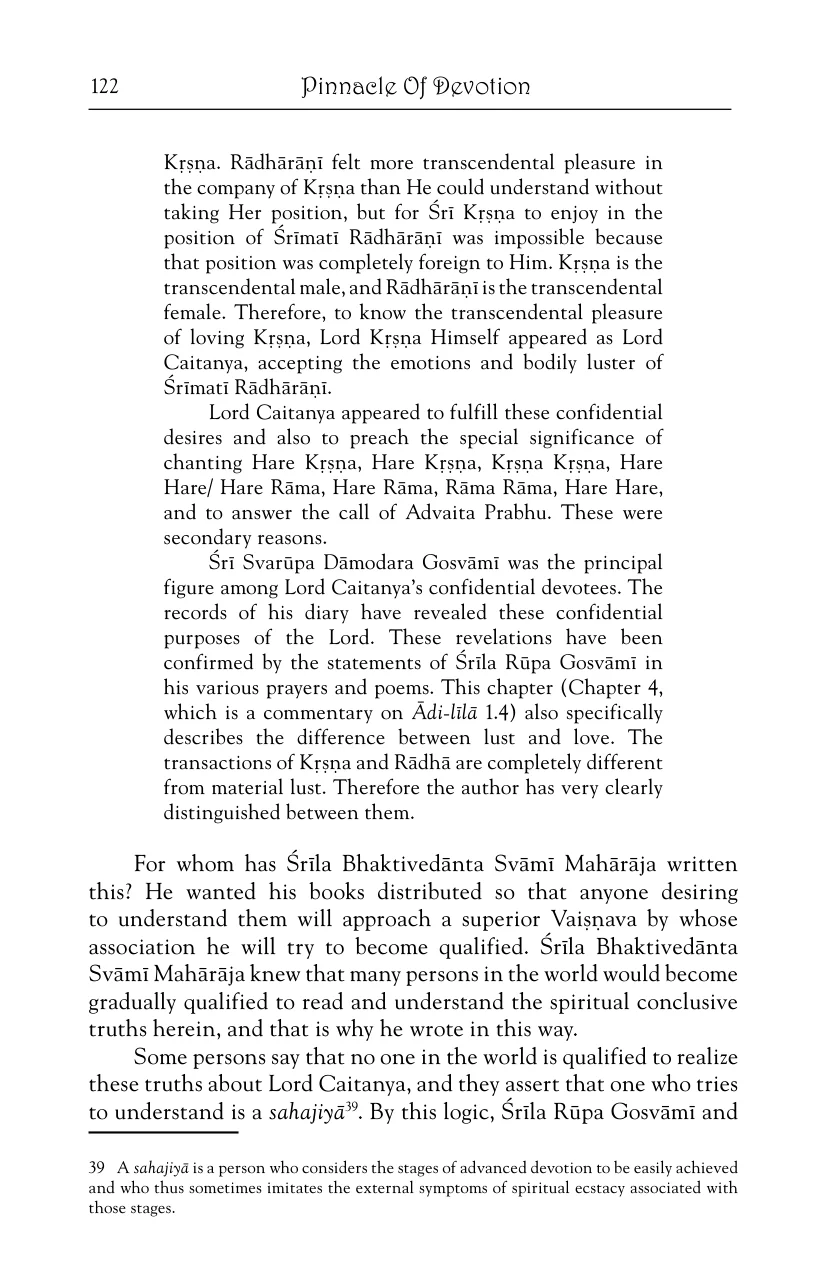 122
Pinnacle Of Devotion
Kṛṣṇa. Rādhārāṇī felt more transcendental pleasure in
the company of Kṛṣṇa than He could understand without
taking Her position, but for Śrī Kṛṣṇa to enjoy in the
position of Śrīmatī Rādhārāṇī was impossible because
that position was completely foreign to Him. Kṛṣṇa is the
transcendental male, and Rādhārāṇī is the transcendental
female. Therefore, to know the transcendental pleasure
of loving Kṛṣṇa, Lord Kṛṣṇa Himself appeared as Lord
Caitanya, accepting the emotions and bodily luster of
Śrīmatī Rādhārāṇī.
Lord Caitanya appeared to fulfill these confidential
desires and also to preach the special significance of
chanting Hare Kṛṣṇa, Hare Kṛṣṇa, Kṛṣṇa Kṛṣṇa, Hare
Hare/ Hare Rāma, Hare Rāma, Rāma Rāma, Hare Hare,
and to answer the call of Advaita Prabhu. These were
secondary reasons.
Śrī Svarūpa Dāmodara Gosvāmī was the principal
figure among Lord Caitanya's confidential devotees. The
records of his diary have revealed these confidential
purposes of the Lord. These revelations have been
confirmed by the statements of Śrīla Rūpa Gosvāmī in
his various prayers and poems. This chapter (Chapter 4,
which is a commentary on Ādi-līlā 1.4) also specifically
describes the difference between lust and love. The
transactions of Kṛṣṇa and Rādhā are completely different
from material lust. Therefore the author has very clearly
distinguished between them.
For whom has Śrīla Bhaktivedānta Svāmī Mahārāja written
this? He wanted his books distributed so that anyone desiring
to understand them will approach a superior Vaiṣṇava by whose
association he will try to become qualified. Śrīla Bhaktivedānta
Svāmī Mahārāja knew that many persons in the world would become
gradually qualified to read and understand the spiritual conclusive
truths herein, and that is why he wrote in this way.
Some persons say that no one in the world is qualified to realize
these truths about Lord Caitanya, and they assert that one who tries
to understand is a sahajiyā39. By this logic, Śrīla Rūpa Gosvāmī and
39 A sahajiyā is a person who considers the stages of advanced devotion to be easily achieved
and who thus sometimes imitates the external symptoms of spiritual ecstacy associated with
those stages.